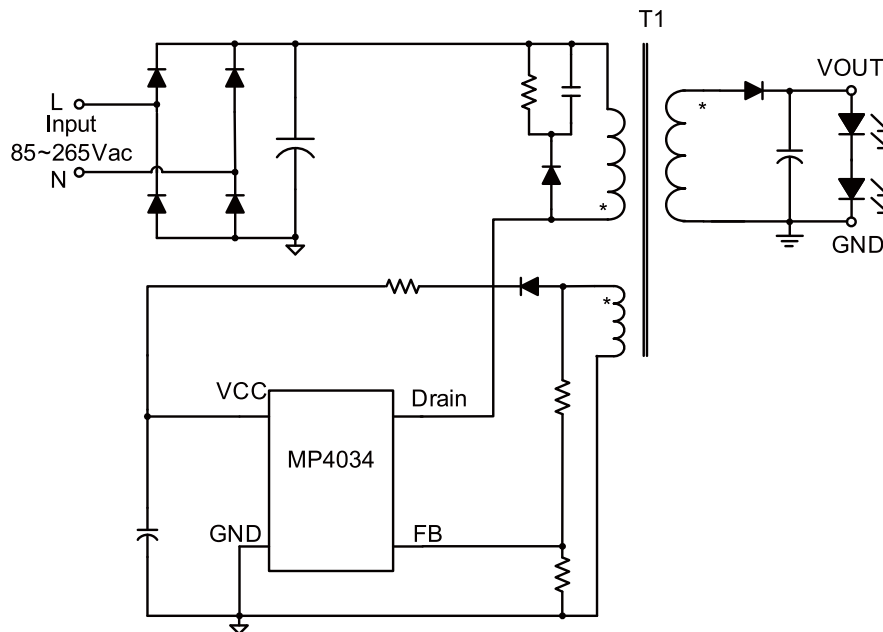 T1
*
VOUT
L
Input
85~265Vac
N
*
GND
*
VCC
Drain
MP4034
GND
FB